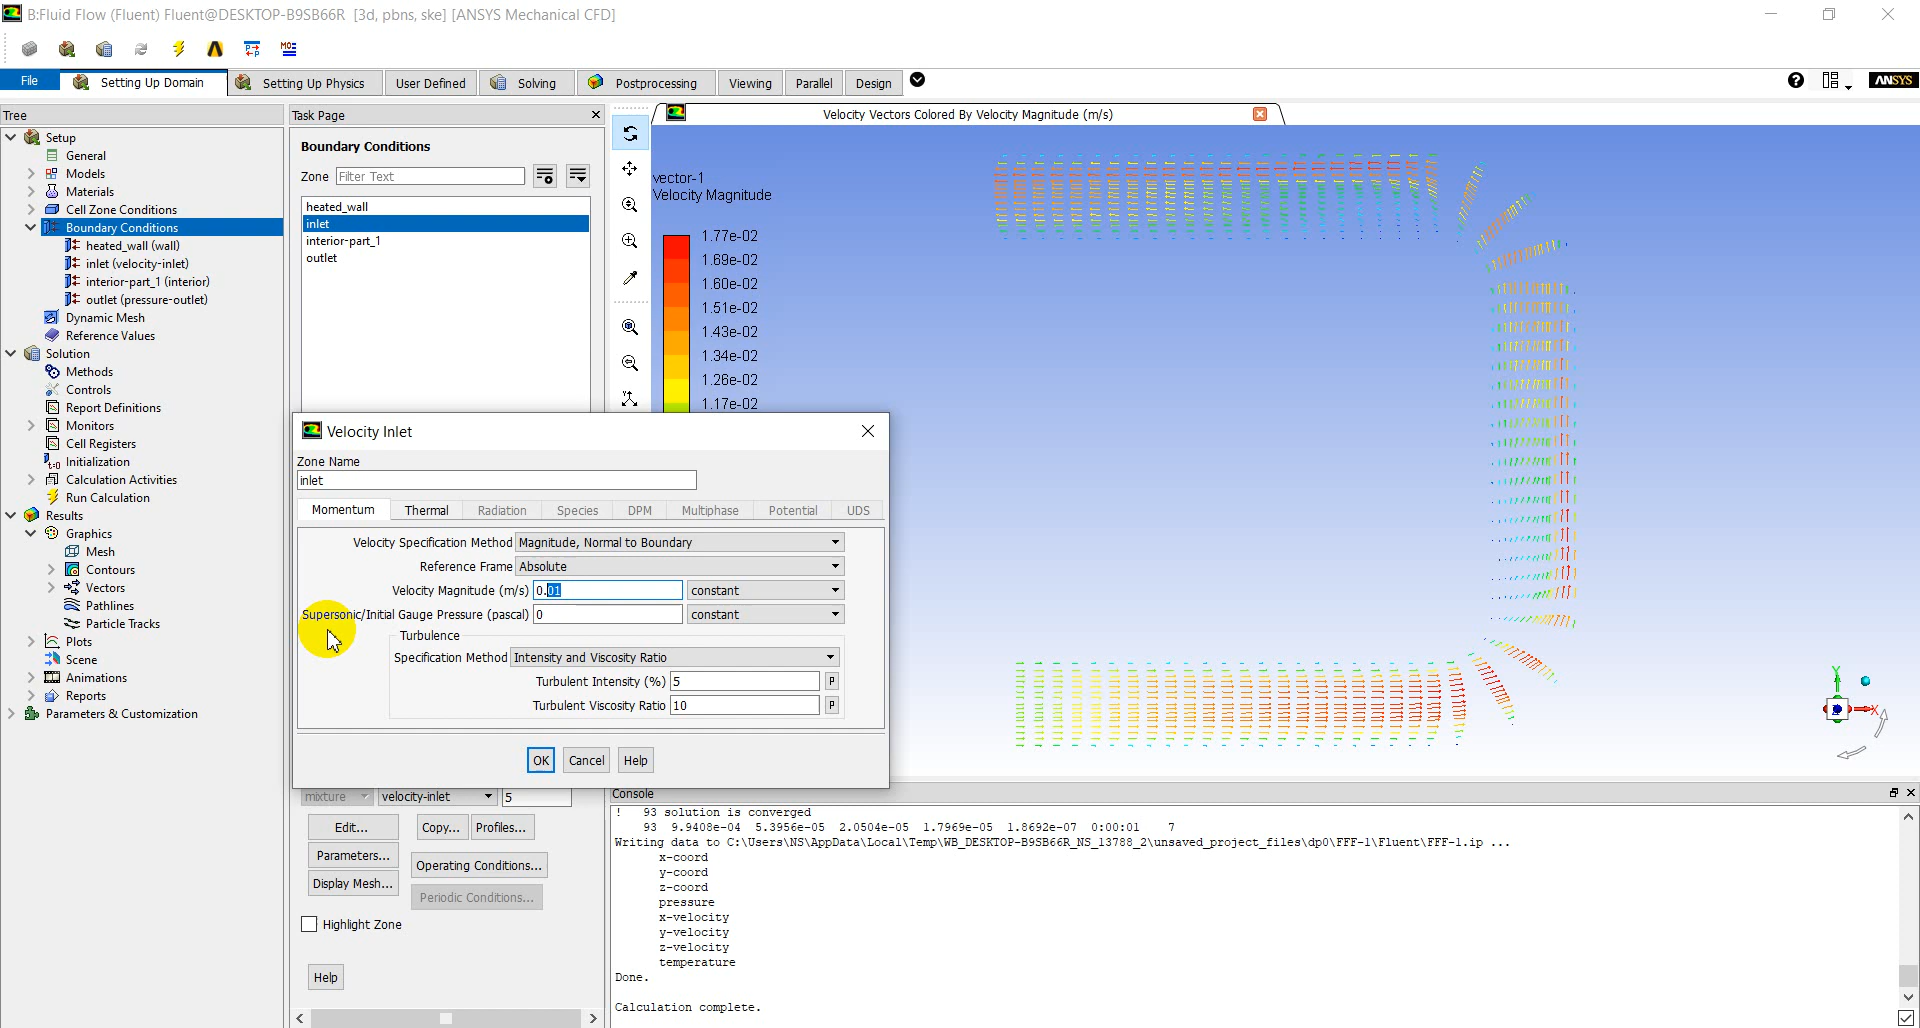 B:Fluid Flow (Fluent) Fluent@DESKTOP-B9SB66R [3d, pbns, ske] [ANSYS Mechanical CFD]
File
Setting Up Domain
Setting Up Physics
User Defined
Solving
Postprocessing
Viewing
Parallel
Design
ANSYS
Tree
Setup
General
Models
Materials
Cell Zone Conditions
Boundary Conditions
heated_wall (wall)
inlet (velocity-inlet)
interior-part_1 (interior)
outlet (pressure-outlet)
Dynamic Mesh
Reference Values
Solution
Methods
Controls
Report Definitions
Monitors
Cell Registers
Initialization
Calculation Activities
Run Calculation
Results
Graphics
Mesh
Contours
Vectors
Pathlines
Particle Tracks
Plots
Scene
Animations
Reports
Parameters & Customization
Task Page
Boundary Conditions
Zone Filter Text
heated_wall
inlet
interior-part_1
outlet
Velocity Vectors Colored By Velocity Magnitude (m/s)
vector-1
Velocity Magnitude
1.77e-02
1.69e-02
1.60e-02
1.51e-02
1.43e-02
1.34e-02
1.26e-02
1.17e-02
Y
X
Velocity Inlet
Zone Name
inlet
Momentum Thermal Radiation Species DPM Multiphase Potential UDS
Velocity Specification Method Magnitude, Normal to Boundary
Reference Frame Absolute
Velocity Magnitude (m/s) 0.01 constant
Supersonic/Initial Gauge Pressure (pascal) 0 constant
Turbulence
Specification Method Intensity and Viscosity Ratio
Turbulent Intensity (%) 5 P
Turbulent Viscosity Ratio 10 P
OK Cancel Help
mixture velocity-inlet 5
Edit... Copy... Profiles...
Parameters... Operating Conditions...
Display Mesh... Periodic Conditions...
Highlight Zone
Help
Console
! 93 solution is converged
93 9.9408e-04 5.3956e-05 2.0504e-05 1.7969e-05 1.8692e-07 0:00:01 7
Writing data to C:\Users\NS\AppData\Local\Temp\WB_DESKTOP-B9SB66R_NS_13788_2\unsaved_project_files\dp0\FFF-1\Fluent\FFF-1.ip ...
x-coord
y-coord
z-coord
pressure
x-velocity
y-velocity
z-velocity
temperature
Done.
Calculation complete.